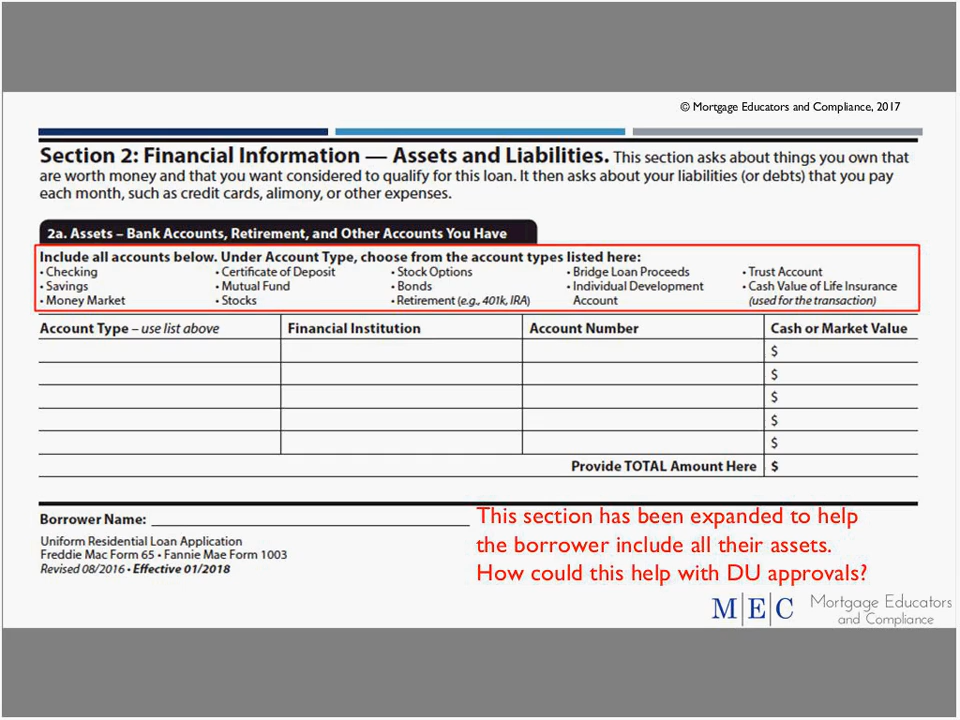 © Mortgage Educators and Compliance, 2017
Section 2: Financial Information — Assets and Liabilities. This section asks about things you own that
are worth money and that you want considered to qualify for this loan. It then asks about your liabilities (or debts) that you pay
each month, such as credit cards, alimony, or other expenses.
2a. Assets – Bank Accounts, Retirement, and Other Accounts You Have
Include all accounts below. Under Account Type, choose from the account types listed here:
• Checking • Certificate of Deposit • Stock Options • Bridge Loan Proceeds • Trust Account
• Savings • Mutual Fund • Bonds • Individual Development • Cash Value of Life Insurance
• Money Market • Stocks • Retirement (e.g., 401k, IRA) Account (used for the transaction)
Account Type – use list above Financial Institution Account Number Cash or Market Value
$
$
$
$
$
Provide TOTAL Amount Here $
Borrower Name:
This section has been expanded to help
the borrower include all their assets.
How could this help with DU approvals?
Uniform Residential Loan Application
Freddie Mac Form 65 • Fannie Mae Form 1003
Revised 08/2016 • Effective 01/2018
M|E|C Mortgage Educators
and Compliance